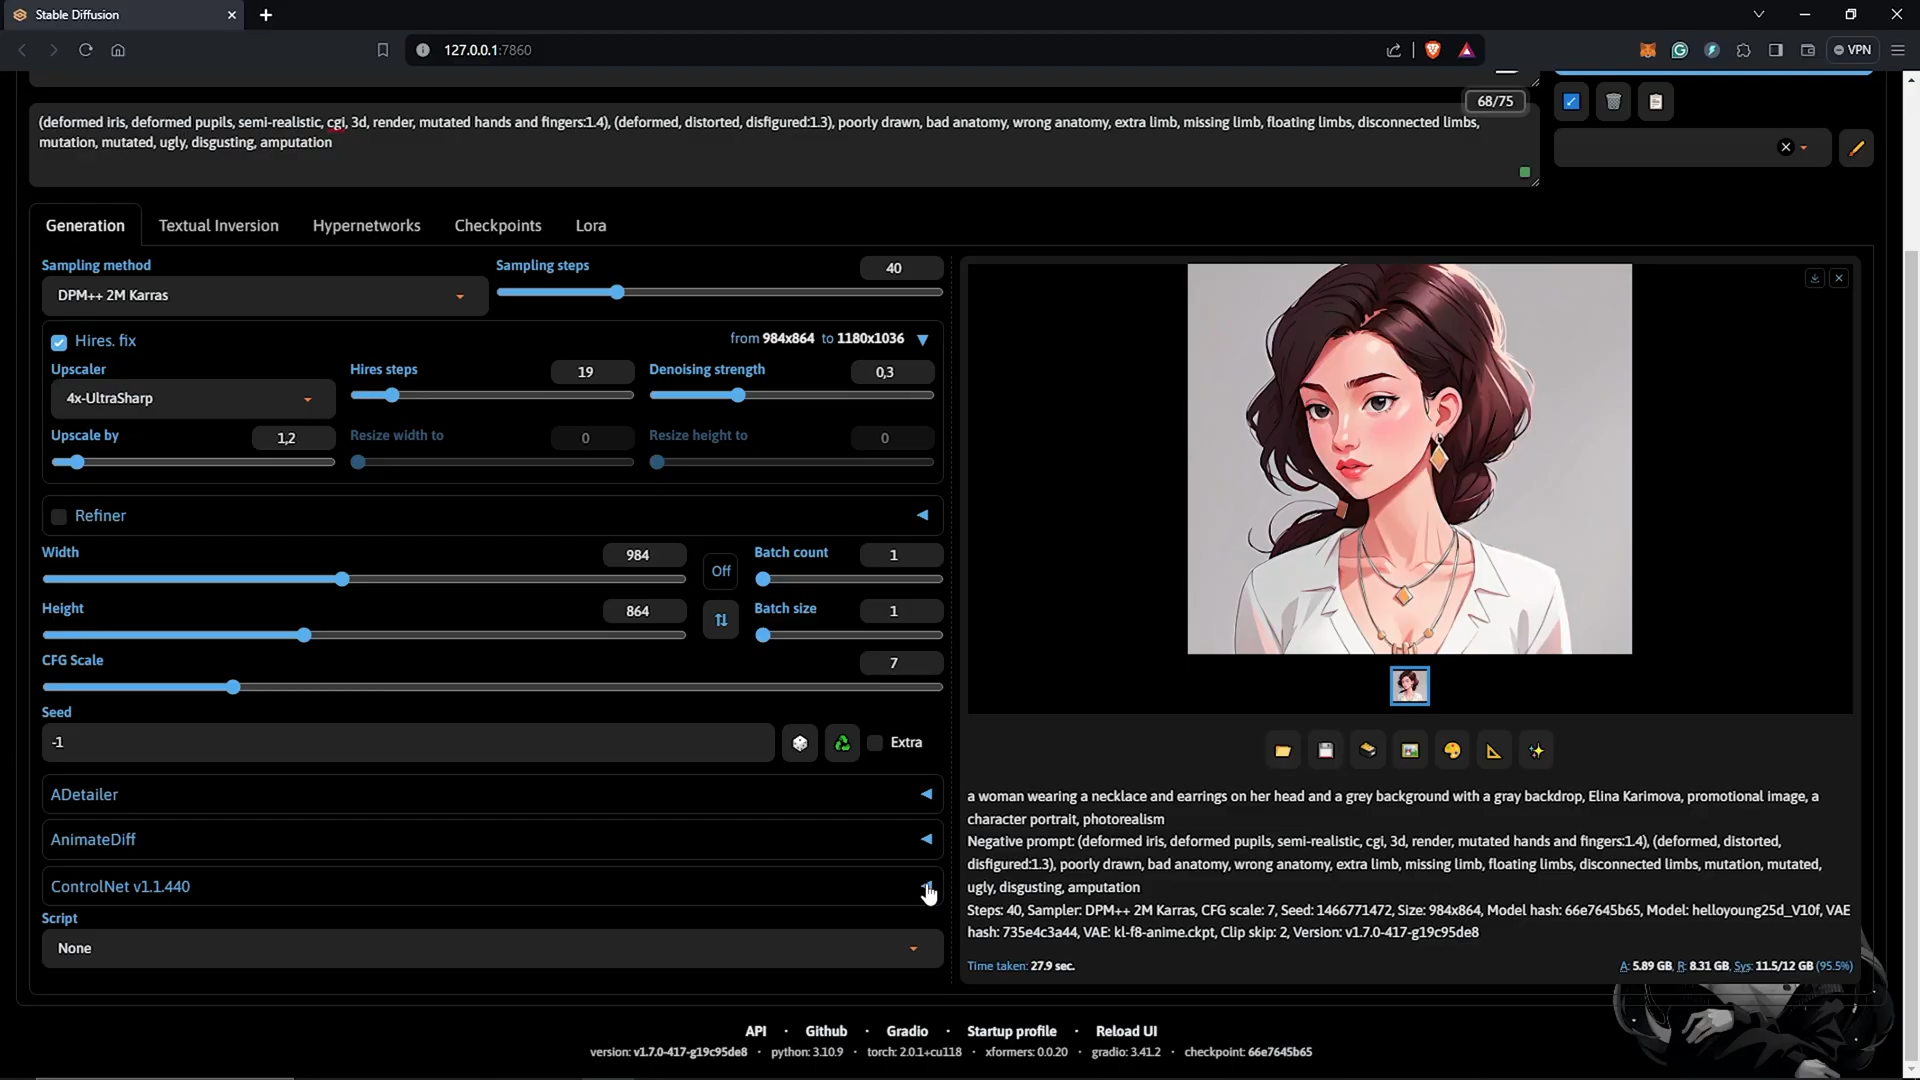 Stable Diffusion
127.0.0.1:7860
VPN
68/75
(deformed iris, deformed pupils, semi-realistic, cgi, 3d, render, mutated hands and fingers:1.4), (deformed, distorted, disfigured:1.3), poorly drawn, bad anatomy, wrong anatomy, extra limb, missing limb, floating limbs, disconnected limbs,
mutation, mutated, ugly, disgusting, amputation
Generation Textual Inversion Hypernetworks Checkpoints Lora
Sampling method Sampling steps 40
DPM++ 2M Karras
Hires. fix from 984x864 to 1180x1036
Upscaler Hires steps 19 Denoising strength 0,3
4x-UltraSharp
Upscale by 1,2 Resize width to 0 Resize height to 0
Refiner
Width 984 Batch count 1
Off
Height 864 Batch size 1
CFG Scale 7
Seed
-1 Extra
ADetailer
AnimateDiff
ControlNet v1.1.440
Script
None
a woman wearing a necklace and earrings on her head and a grey background with a gray backdrop, Elina Karimova, promotional image, a
character portrait, photorealism
Negative prompt: (deformed iris, deformed pupils, semi-realistic, cgi, 3d, render, mutated hands and fingers:1.4), (deformed, distorted,
disfigured:1.3), poorly drawn, bad anatomy, wrong anatomy, extra limb, missing limb, floating limbs, disconnected limbs, mutation, mutated,
ugly, disgusting, amputation
Steps: 40, Sampler: DPM++ 2M Karras, CFG scale: 7, Seed: 1466771472, Size: 984x864, Model hash: 66e7645b65, Model: helloyoung25d_V10f, VAE
hash: 735e4c3a44, VAE: kl-f8-anime.ckpt, Clip skip: 2, Version: v1.7.0-417-g19c95de8
Time taken: 27.9 sec. A: 5.89 GB, R: 8.31 GB, Sys: 11.5/12 GB (95.5%)
API · Github · Gradio · Startup profile · Reload UI
version: v1.7.0-417-g19c95de8 · python: 3.10.9 · torch: 2.0.1+cu118 · xformers: 0.0.20 · gradio: 3.41.2 · checkpoint: 66e7645b65